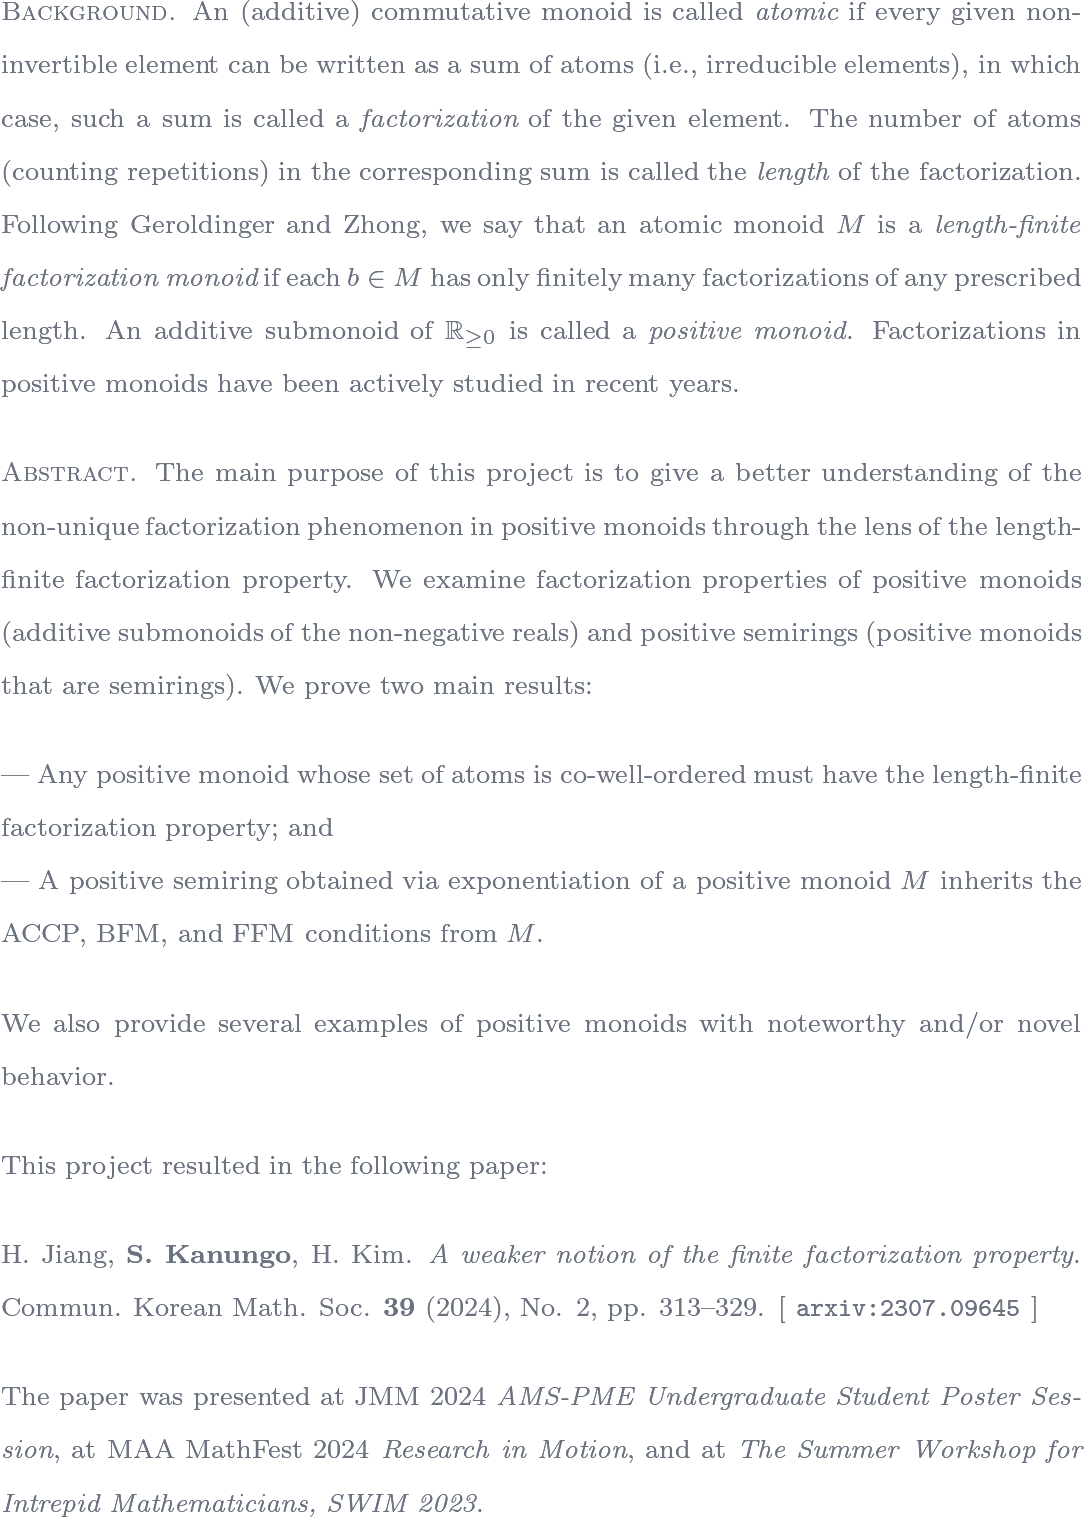 BACKGROUND. An (additive) commutative monoid is called atomic if every given non-
invertible element can be written as a sum of atoms (i.e., irreducible elements), in which
case, such a sum is called a factorization of the given element. The number of atoms
(counting repetitions) in the corresponding sum is called the length of the factorization.
Following Geroldinger and Zhong, we say that an atomic monoid M is a length-finite
factorization monoid if each b ∈ M has only finitely many factorizations of any prescribed
length. An additive submonoid of ℝ≥0 is called a positive monoid. Factorizations in
positive monoids have been actively studied in recent years.
ABSTRACT. The main purpose of this project is to give a better understanding of the
non-unique factorization phenomenon in positive monoids through the lens of the length-
finite factorization property. We examine factorization properties of positive monoids
(additive submonoids of the non-negative reals) and positive semirings (positive monoids
that are semirings). We prove two main results:
— Any positive monoid whose set of atoms is co-well-ordered must have the length-finite
factorization property; and
— A positive semiring obtained via exponentiation of a positive monoid M inherits the
ACCP, BFM, and FFM conditions from M.
We also provide several examples of positive monoids with noteworthy and/or novel
behavior.
This project resulted in the following paper:
H. Jiang, S. Kanungo, H. Kim. A weaker notion of the finite factorization property.
Commun. Korean Math. Soc. 39 (2024), No. 2, pp. 313–329. [ arxiv:2307.09645 ]
The paper was presented at JMM 2024 AMS-PME Undergraduate Student Poster Ses-
sion, at MAA MathFest 2024 Research in Motion, and at The Summer Workshop for
Intrepid Mathematicians, SWIM 2023.